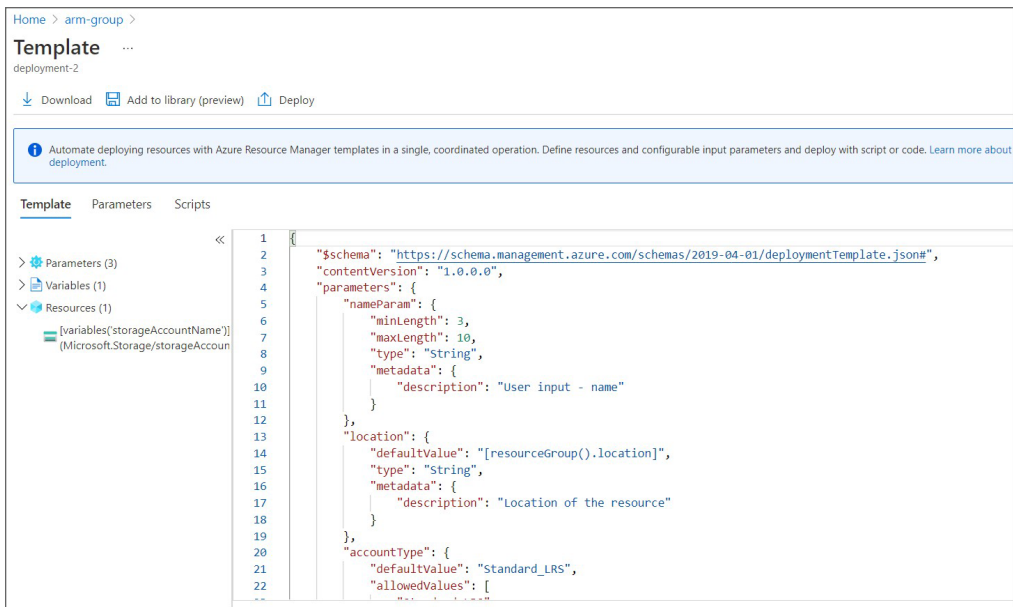 Home > arm-group >
Template ...
deployment-2
Download Add to library (preview) Deploy
Automate deploying resources with Azure Resource Manager templates in a single, coordinated operation. Define resources and configurable input parameters and deploy with script or code. Learn more about
deployment.
Template Parameters Scripts
«
Parameters (3)
Variables (1)
Resources (1)
[variables('storageAccountName')]
(Microsoft.Storage/storageAccoun
1 {
2 "$schema": "https://schema.management.azure.com/schemas/2019-04-01/deploymentTemplate.json#",
3 "contentVersion": "1.0.0.0",
4 "parameters": {
5 "nameParam": {
6 "minLength": 3,
7 "maxLength": 10,
8 "type": "String",
9 "metadata": {
10 "description": "User input - name"
11 }
12 },
13 "location": {
14 "defaultValue": "[resourceGroup().location]",
15 "type": "String",
16 "metadata": {
17 "description": "Location of the resource"
18 }
19 },
20 "accountType": {
21 "defaultValue": "Standard_LRS",
22 "allowedValues": [